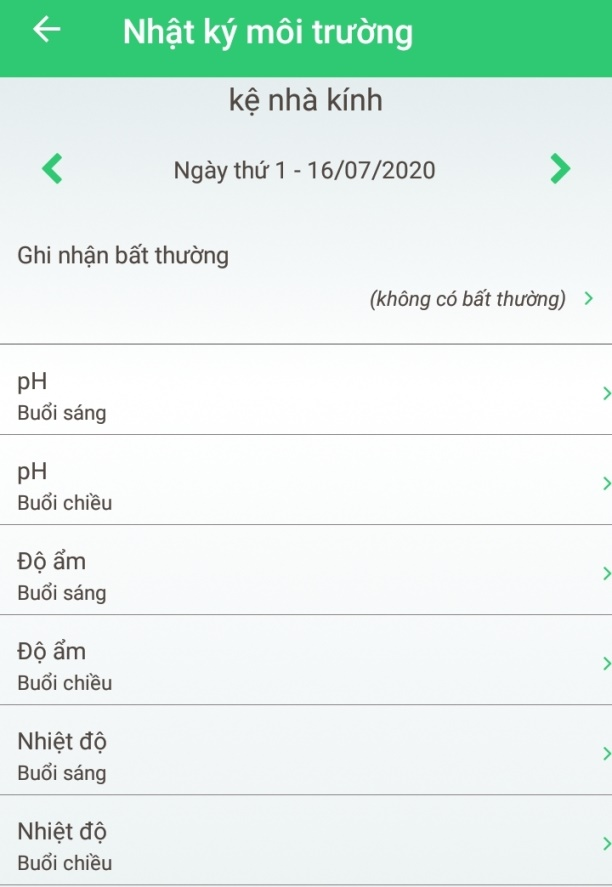 Nhật ký môi trường
kệ nhà kính
Ngày thứ 1 - 16/07/2020
Ghi nhận bất thường
(không có bất thường)
pH
Buổi sáng
pH
Buổi chiều
Độ ẩm
Buổi sáng
Độ ẩm
Buổi chiều
Nhiệt độ
Buổi sáng
Nhiệt độ
Buổi chiều